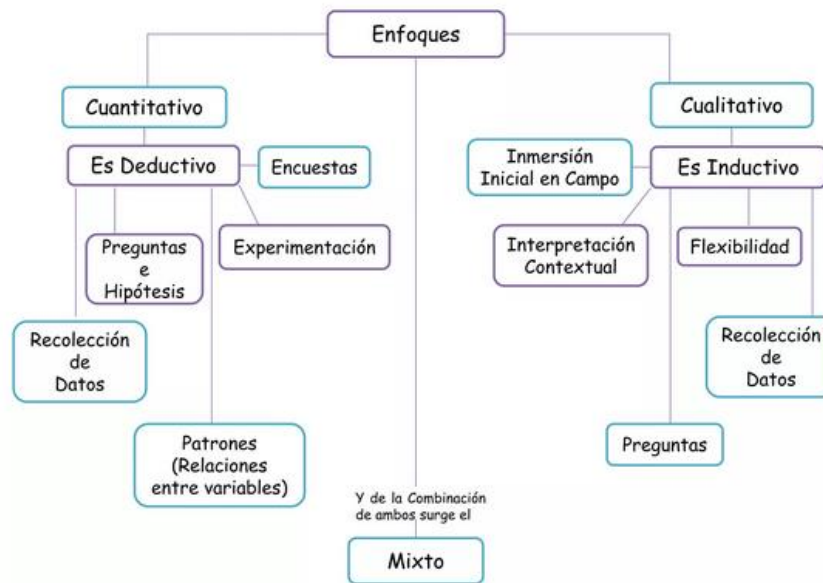 Enfoques
Cuantitativo
Cualitativo
Es Deductivo
Encuestas
Inmersión
Inicial en Campo
Es Inductivo
Preguntas
e
Hipótesis
Experimentación
Interpretación
Contextual
Flexibilidad
Recolección
de
Datos
Recolección
de
Datos
Patrones
(Relaciones
entre variables)
Preguntas
Y de la Combinación
de ambos surge el
Mixto